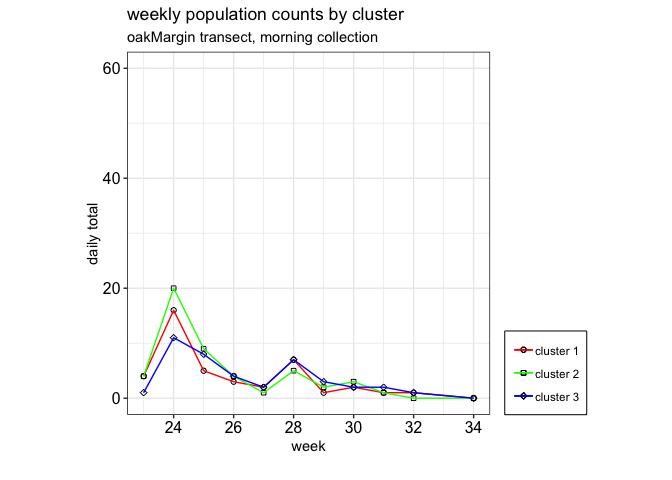 weekly population counts by cluster
oakMargin transect, morning collection
60
40
20
0
daily total
24 26 28 30 32 34
week
cluster 1
cluster 2
cluster 3